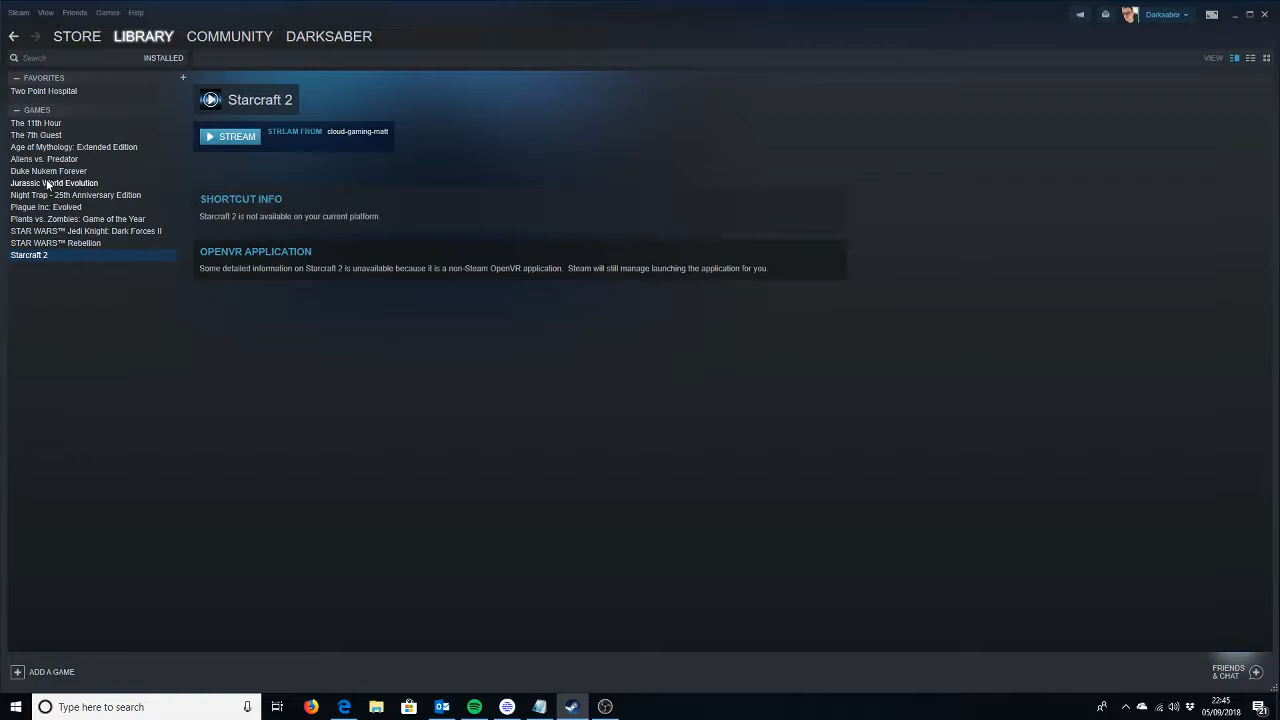 Steam View Friends Games Help
Darksaber
STORE LIBRARY COMMUNITY DARKSABER
Search INSTALLED
VIEW
— FAVORITES
Two Point Hospital
— GAMES
The 11th Hour
The 7th Guest
Age of Mythology: Extended Edition
Aliens vs. Predator
Duke Nukem Forever
Jurassic World Evolution
Night Trap - 25th Anniversary Edition
Plague Inc: Evolved
Plants vs. Zombies: Game of the Year
STAR WARS™ Jedi Knight: Dark Forces II
STAR WARS™ Rebellion
Starcraft 2
Starcraft 2
STREAM STREAM FROM cloud-gaming-matt
SHORTCUT INFO
Starcraft 2 is not available on your current platform.
OPENVR APPLICATION
Some detailed information on Starcraft 2 is unavailable because it is a non-Steam OpenVR application. Steam will still manage launching the application for you.
+ ADD A GAME
FRIENDS
& CHAT
Type here to search
22:45
05/09/2018